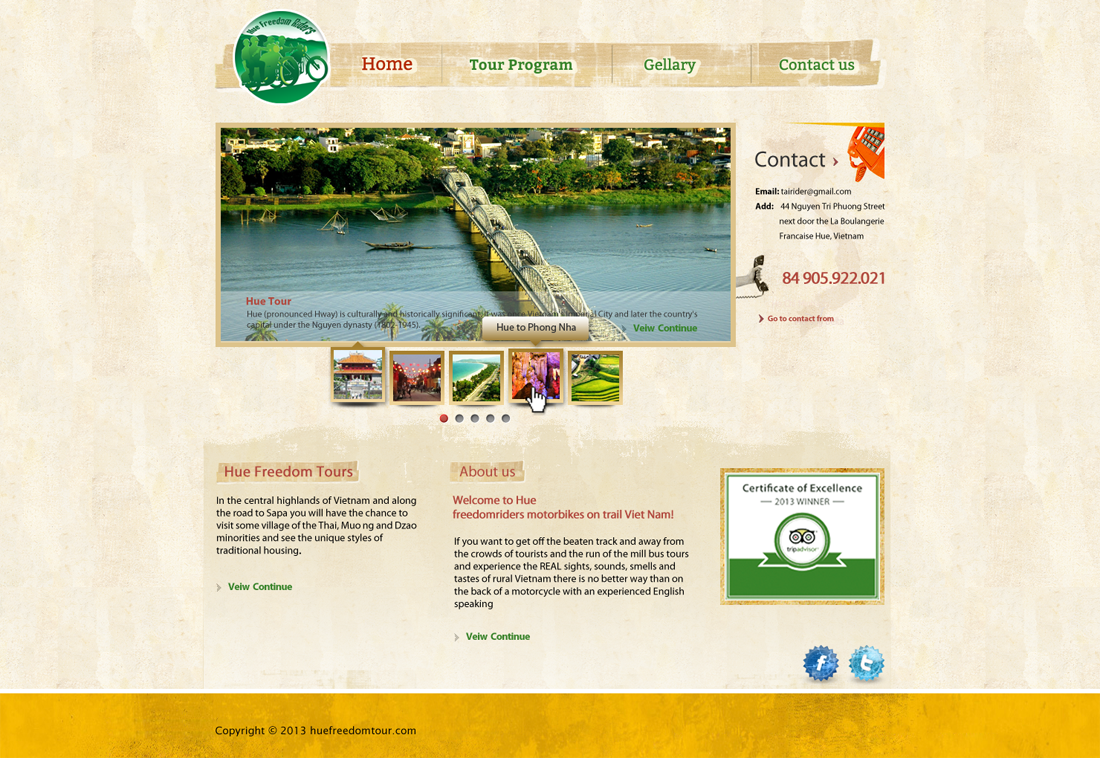 Hue Freedom Riders
Home
Tour Program
Gellary
Contact us
Contact
Email: tairider@gmail.com
Add: 44 Nguyen Tri Phuong Street
next door the La Boulangerie
Francaise Hue, Vietnam
84 905.922.021
Go to contact from
Hue Tour
Hue (pronounced Hway) is culturally and historically significant. It was once Vietnam's Imperial City and later the country's
capital under the Nguyen dynasty (1802-1945).
Veiw Continue
Hue to Phong Nha
Hue Freedom Tours
In the central highlands of Vietnam and along
the road to Sapa you will have the chance to
visit some village of the Thai, Muo ng and Dzao
minorities and see the unique styles of
traditional housing.
Veiw Continue
About us
Welcome to Hue
freedomriders motorbikes on trail Viet Nam!
If you want to get off the beaten track and away from
the crowds of tourists and the run of the mill bus tours
and experience the REAL sights, sounds, smells and
tastes of rural Vietnam there is no better way than on
the back of a motorcycle with an experienced English
speaking
Veiw Continue
Certificate of Excellence
2013 WINNER
tripadvisor
f
t
Copyright © 2013 huefreedomtour.com